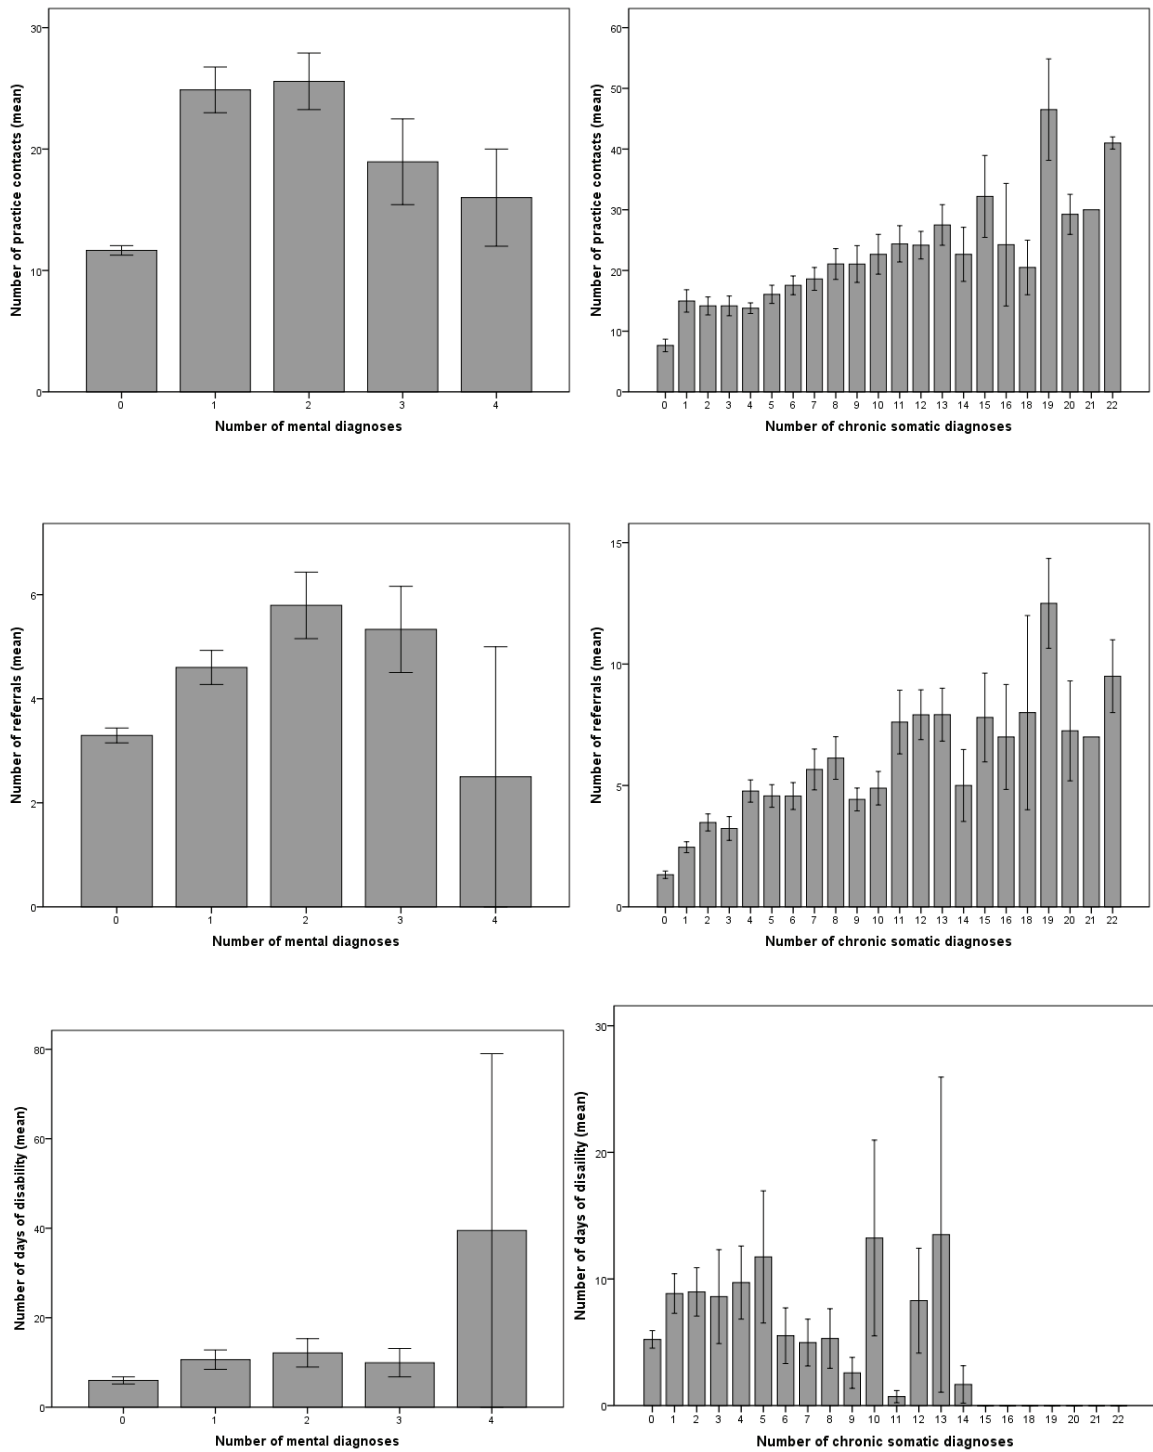 Number of practice contacts (mean)
30
20
10
0
0 1 2 3 4
Number of mental diagnoses
Number of practice contacts (mean)
60
50
40
30
20
10
0
0 1 2 3 4 5 6 7 8 9 10 11 12 13 14 15 16 18 19 20 21 22
Number of chronic somatic diagnoses
Number of referrals (mean)
6
4
2
0
0 1 2 3 4
Number of mental diagnoses
Number of referrals (mean)
15
10
5
0
0 1 2 3 4 5 6 7 8 9 10 11 12 13 14 15 16 18 19 20 21 22
Number of chronic somatic diagnoses
Number of days of disability (mean)
80
60
40
20
0
0 1 2 3 4
Number of mental diagnoses
Number of days of disaility (mean)
30
20
10
0
0 1 2 3 4 5 6 7 8 9 10 11 12 13 14 15 16 18 19 20 21 22
Number of chronic somatic diagnoses